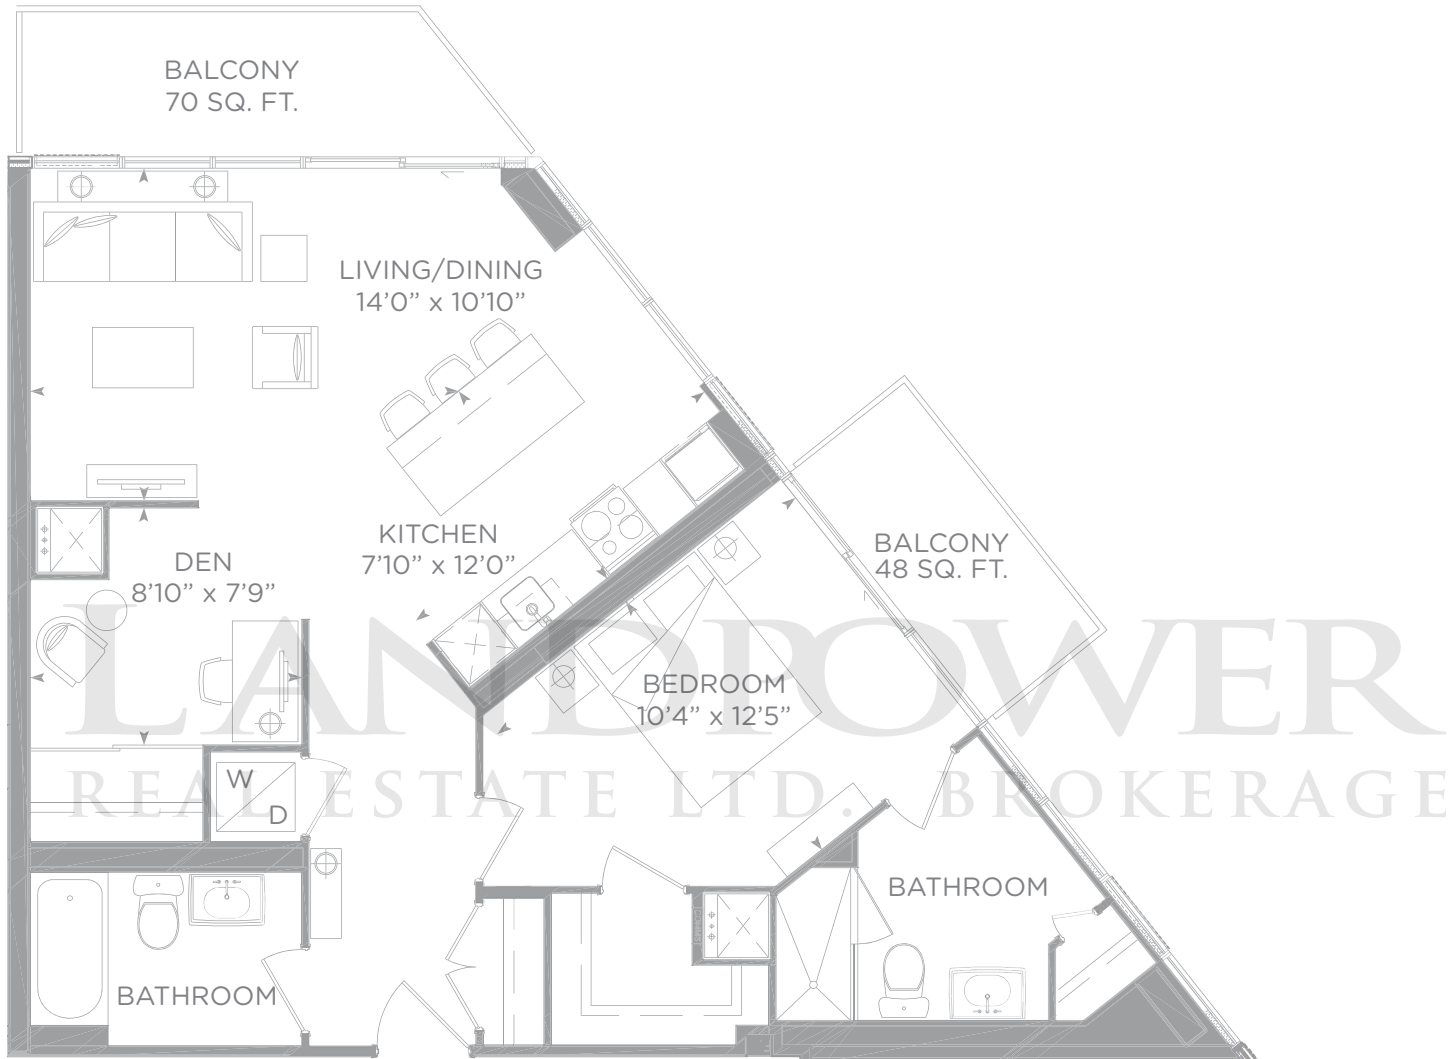 BALCONY
70 SQ. FT.
LIVING/DINING
14'0" x 10'10"
KITCHEN
7'10" x 12'0"
DEN
8'10" x 7'9"
BALCONY
48 SQ. FT.
LANDPOWER
REAL ESTATE LTD. BROKERAGE
BEDROOM
10'4" x 12'5"
W
D
BATHROOM
BATHROOM